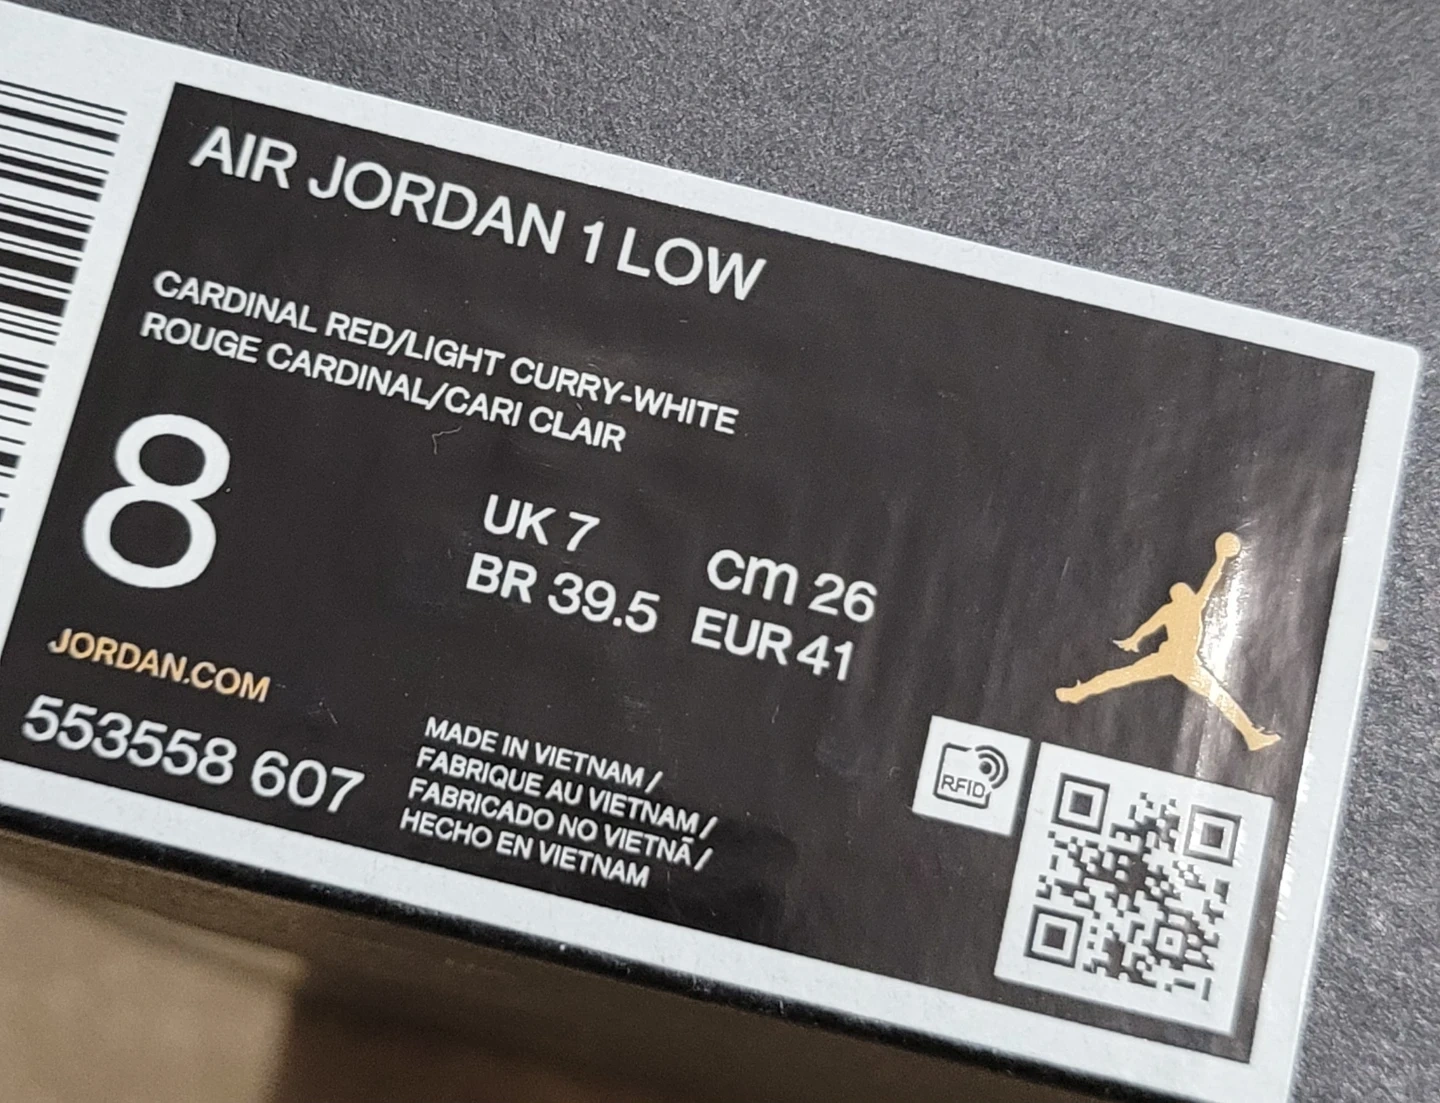 AIR JORDAN 1 LOW
CARDINAL RED/LIGHT CURRY-WHITE
ROUGE CARDINAL/CARI CLAIR
8
UK 7
cm 26
BR 39.5
EUR 41
JORDAN.COM
553558 607
MADE IN VIETNAM /
FABRIQUE AU VIETNAM /
FABRICADO NO VIETNÃ /
HECHO EN VIETNAM
RFID